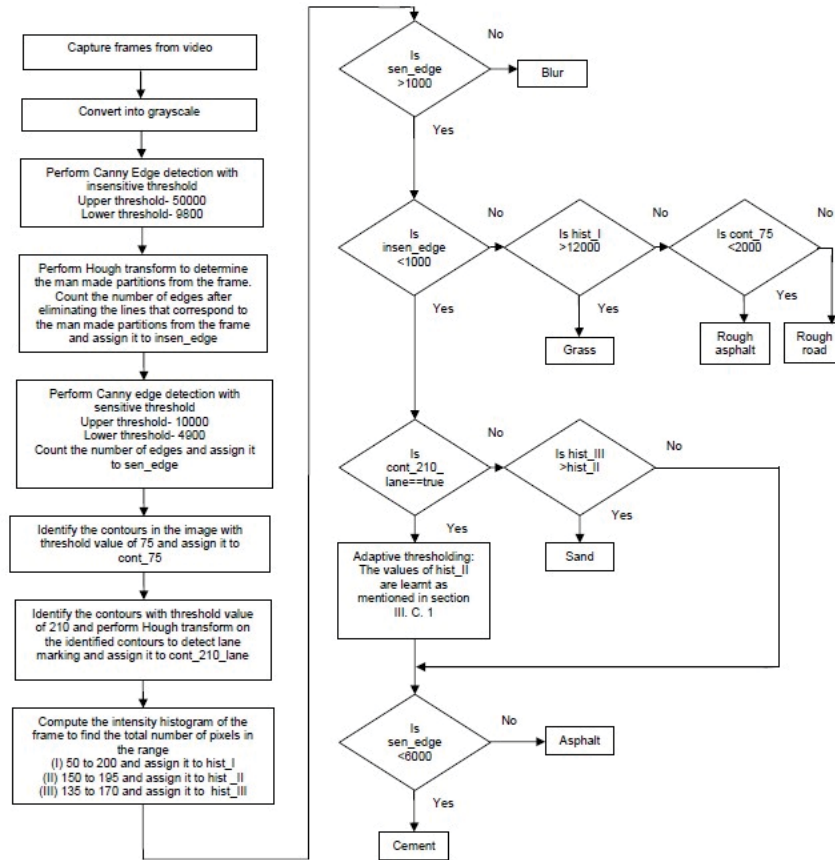 Capture frames from video
Convert into grayscale
Perform Canny Edge detection with
insensitive threshold
Upper threshold- 50000
Lower threshold- 9800
Perform Hough transform to determine
the man made partitions from the frame.
Count the number of edges after
eliminating the lines that correspond to
the man made partitions from the frame
and assign it to insen_edge
Perform Canny edge detection with
sensitive threshold
Upper threshold- 10000
Lower threshold- 4900
Count the number of edges and assign it
to sen_edge
Identify the contours in the image with
threshold value of 75 and assign it to
cont_75
Identify the contours with threshold value
of 210 and perform Hough transform on
the identified contours to detect lane
marking and assign it to cont_210_lane
Compute the intensity histogram of the
frame to find the total number of pixels in
the range
(I) 50 to 200 and assign it to hist_I
(II) 150 to 195 and assign it to hist _II
(III) 135 to 170 and assign it to hist_III
Is
sen_edge
>1000
No
Blur
Yes
Is
insen_edge
<1000
No
Is hist_I
>12000
No
Is cont_75
<2000
No
Yes
Yes
Yes
Grass
Rough
asphalt
Rough
road
Is
cont_210_
lane==true
No
Is hist_III
>hist_II
No
Yes
Yes
Sand
Adaptive thresholding:
The values of hist_II
are learnt as
mentioned in section
III. C. 1
Is
sen_edge
<6000
No
Asphalt
Yes
Cement